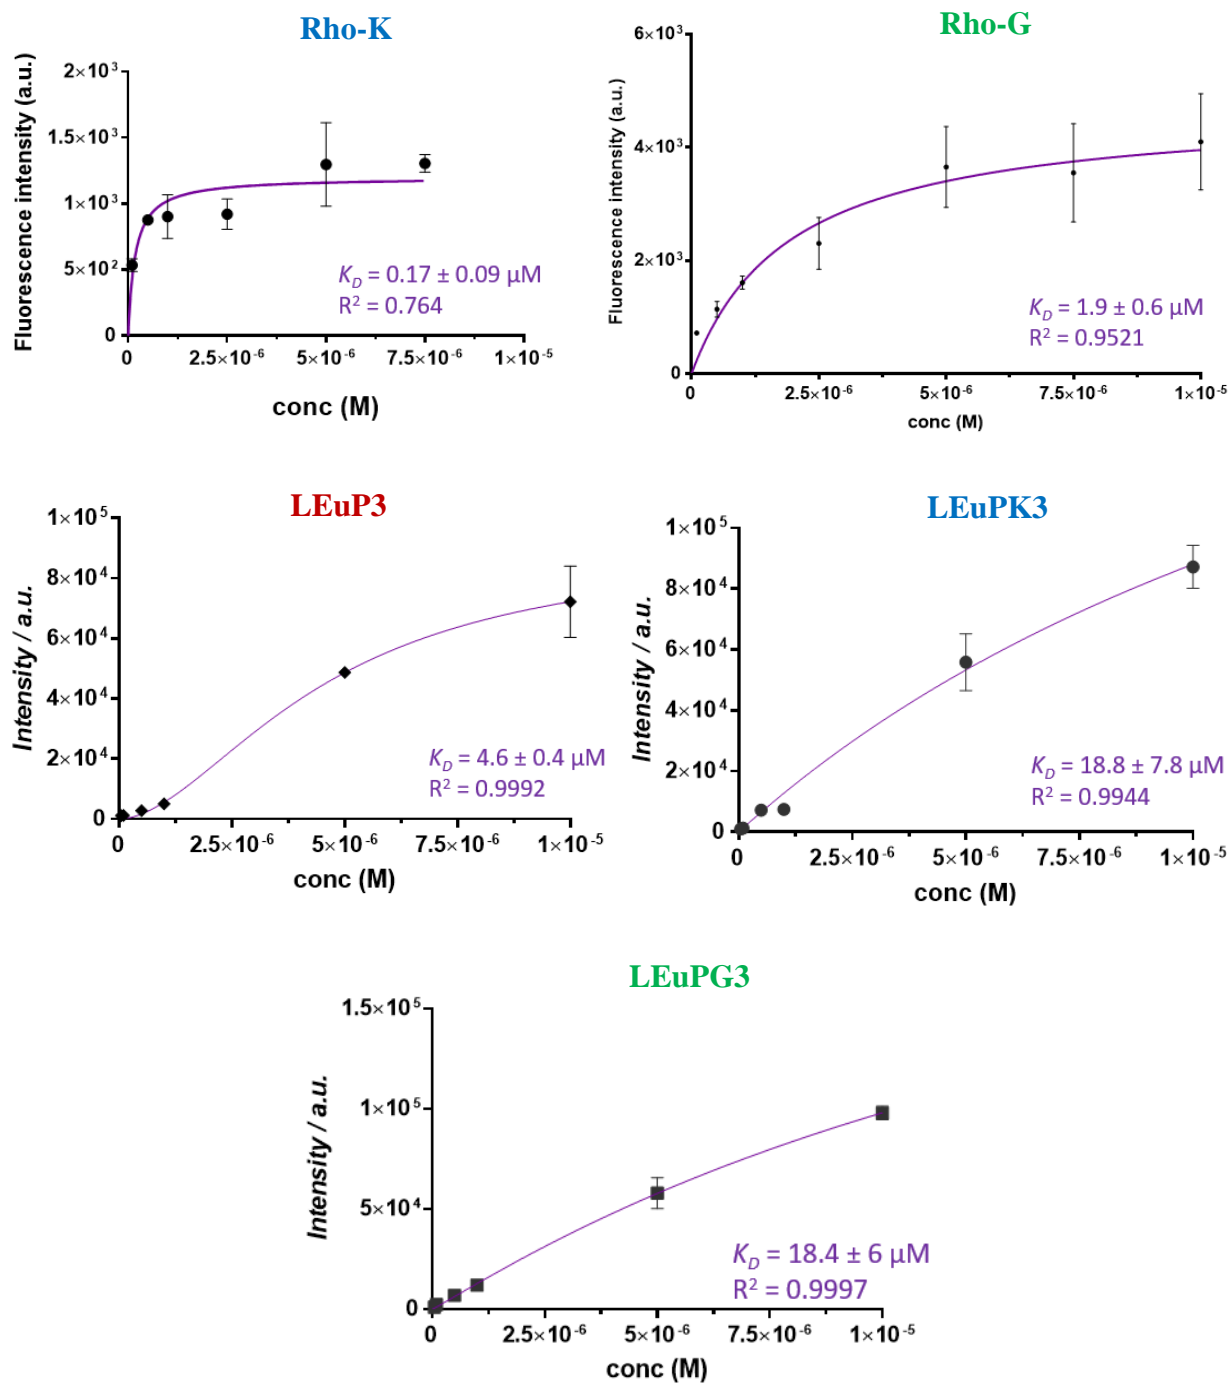 Rho-K
Fluorescence intensity (a.u.)
2×10³
1.5×10³
1×10³
5×10²
0
0 2.5×10⁻⁶ 5×10⁻⁶ 7.5×10⁻⁶ 1×10⁻⁵
conc (M)
K_D = 0.17 ± 0.09 µM
R² = 0.764
Rho-G
Fluorescence intensity (a.u.)
6×10³
4×10³
2×10³
0
0 2.5×10⁻⁶ 5×10⁻⁶ 7.5×10⁻⁶ 1×10⁻⁵
conc (M)
K_D = 1.9 ± 0.6 µM
R² = 0.9521
LEuP3
Intensity / a.u.
1×10⁵
8×10⁴
6×10⁴
4×10⁴
2×10⁴
0
0 2.5×10⁻⁶ 5×10⁻⁶ 7.5×10⁻⁶ 1×10⁻⁵
conc (M)
K_D = 4.6 ± 0.4 µM
R² = 0.9992
LEuPK3
Intensity / a.u.
1×10⁵
8×10⁴
6×10⁴
4×10⁴
2×10⁴
0
0 2.5×10⁻⁶ 5×10⁻⁶ 7.5×10⁻⁶ 1×10⁻⁵
conc (M)
K_D = 18.8 ± 7.8 µM
R² = 0.9944
LEuPG3
Intensity / a.u.
1.5×10⁵
1×10⁵
5×10⁴
0
0 2.5×10⁻⁶ 5×10⁻⁶ 7.5×10⁻⁶ 1×10⁻⁵
conc (M)
K_D = 18.4 ± 6 µM
R² = 0.9997